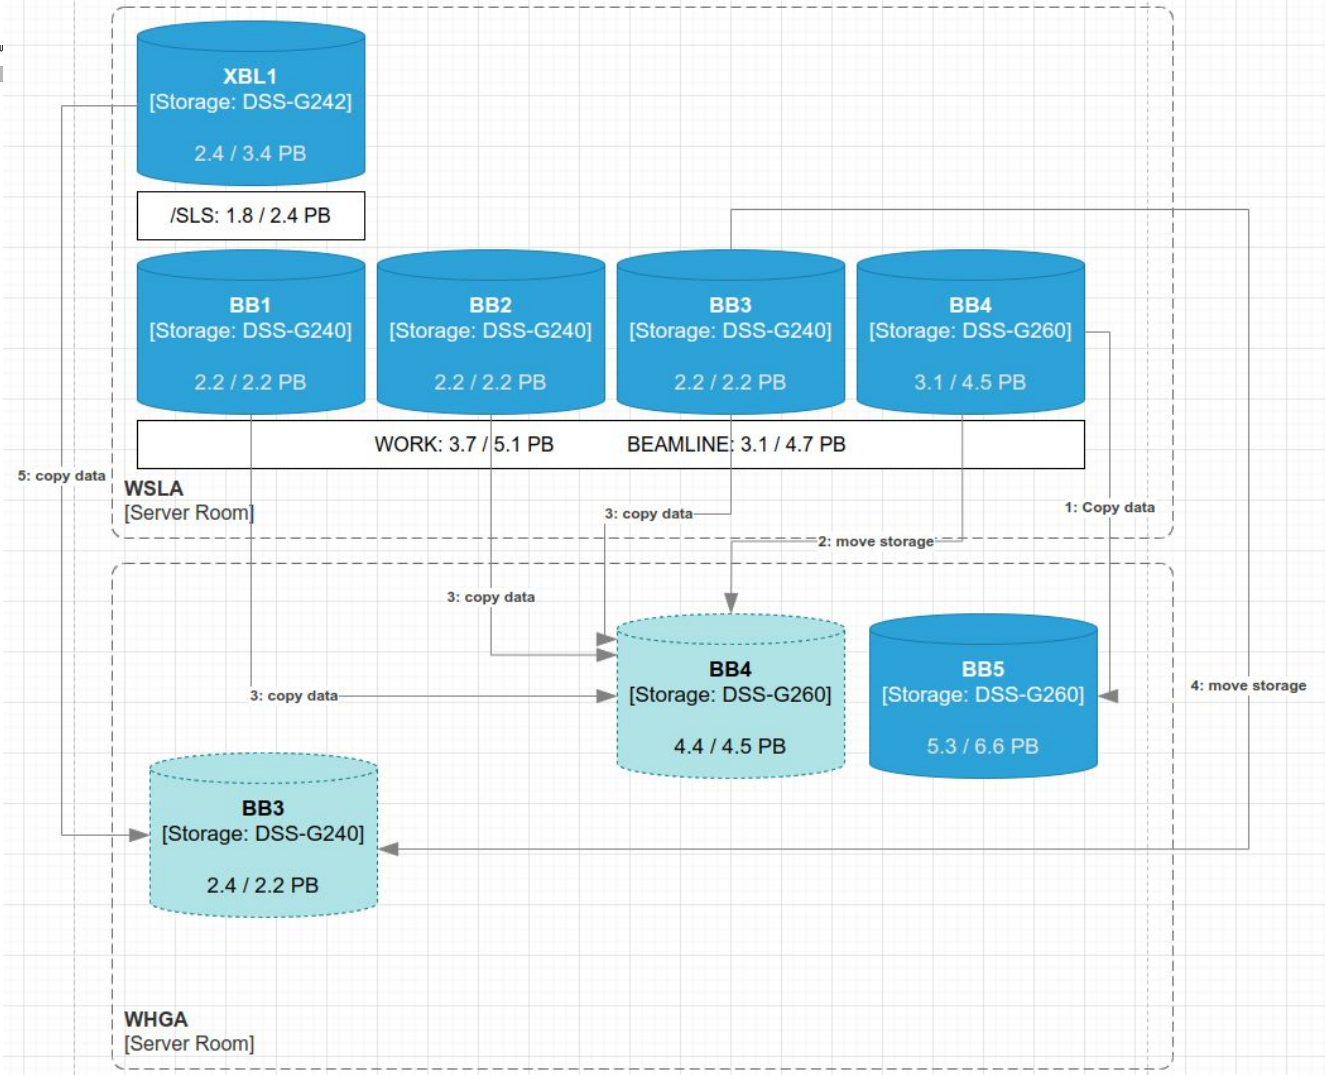 XBL1
[Storage: DSS-G242]
2.4 / 3.4 PB
/SLS: 1.8 / 2.4 PB
BB1
[Storage: DSS-G240]
2.2 / 2.2 PB
BB2
[Storage: DSS-G240]
2.2 / 2.2 PB
BB3
[Storage: DSS-G240]
2.2 / 2.2 PB
BB4
[Storage: DSS-G260]
3.1 / 4.5 PB
WORK: 3.7 / 5.1 PB BEAMLINE: 3.1 / 4.7 PB
5: copy data
WSLA
[Server Room]
3: copy data
1: Copy data
2: move storage
3: copy data
3: copy data
BB4
[Storage: DSS-G260]
4.4 / 4.5 PB
BB5
[Storage: DSS-G260]
5.3 / 6.6 PB
4: move storage
BB3
[Storage: DSS-G240]
2.4 / 2.2 PB
WHGA
[Server Room]